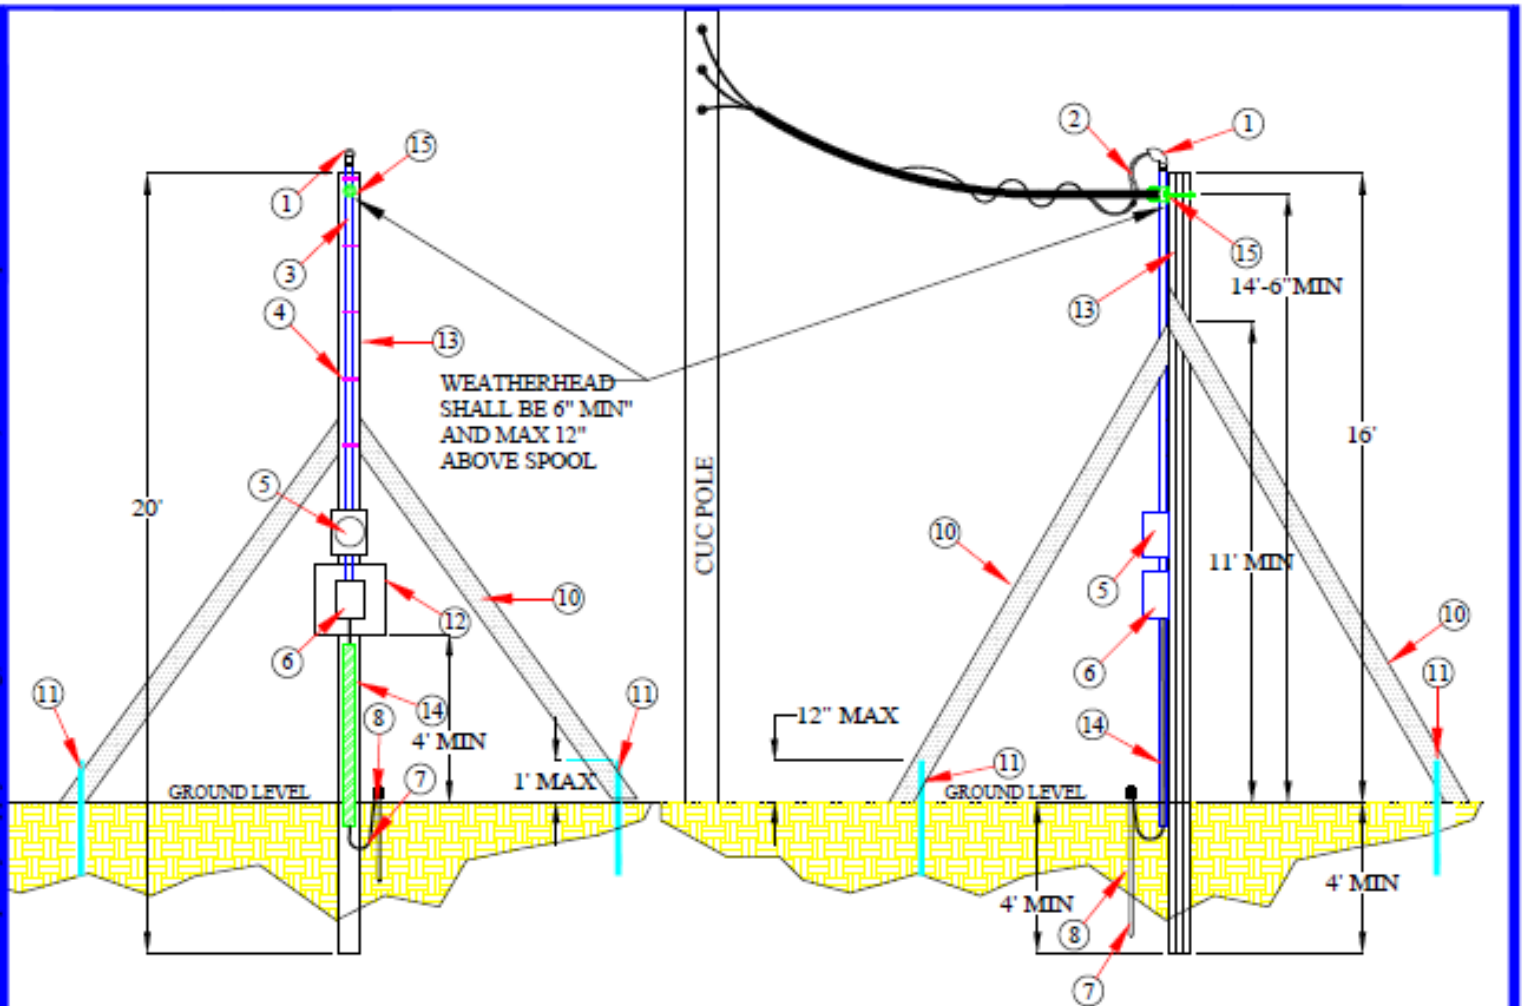 15
1
3
4
13
WEATHERHEAD
SHALL BE 6" MIN"
AND MAX 12"
ABOVE SPOOL
20'
5
10
12
6
11
11
14
8
4' MIN
7
1' MAX
GROUND LEVEL
CUC POLE
2
1
15
14'-6"MIN
13
16'
10
11' MIN
5
10
6
11
14
12" MAX
11
GROUND LEVEL
4' MIN
4' MIN
8
7